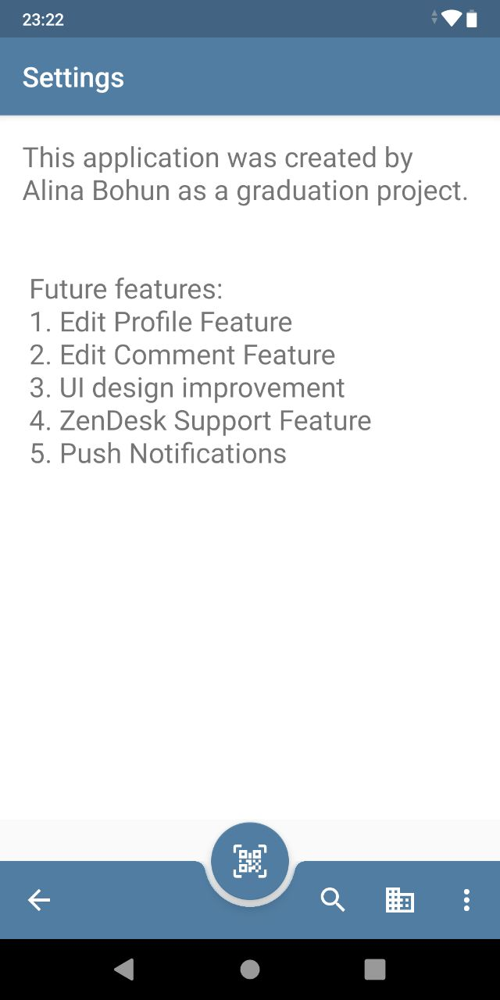 23:22
Settings
This application was created by
Alina Bohun as a graduation project.
Future features:
1. Edit Profile Feature
2. Edit Comment Feature
3. UI design improvement
4. ZenDesk Support Feature
5. Push Notifications